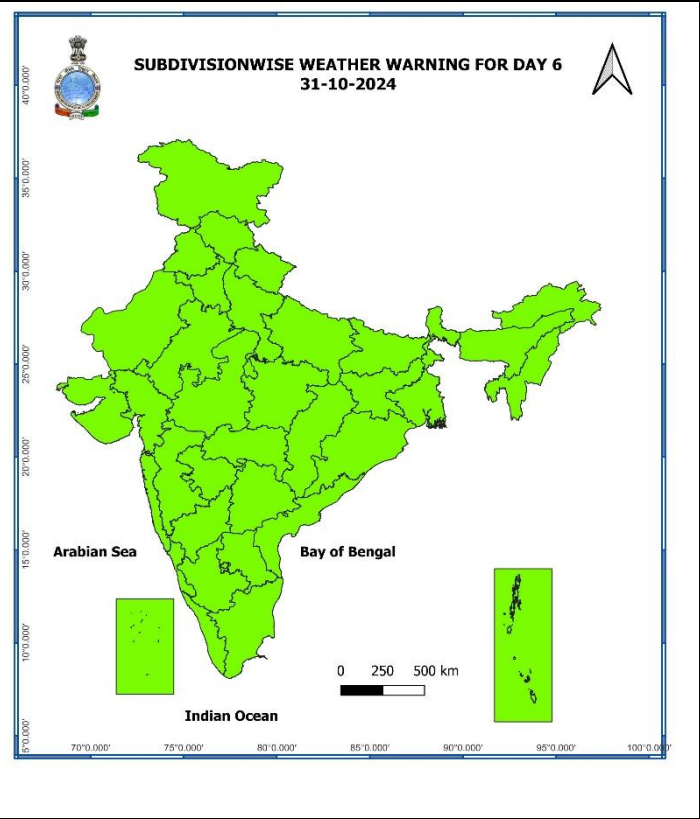 SUBDIVISIONWISE WEATHER WARNING FOR DAY 6
31-10-2024
40°0.000'
35°0.000'
30°0.000'
25°0.000'
20°0.000'
15°0.000'
10°0.000'
5°0.000'
Arabian Sea
Bay of Bengal
0 250 500 km
Indian Ocean
70°0.000' 75°0.000' 80°0.000' 85°0.000' 90°0.000' 95°0.000' 100°0.000'